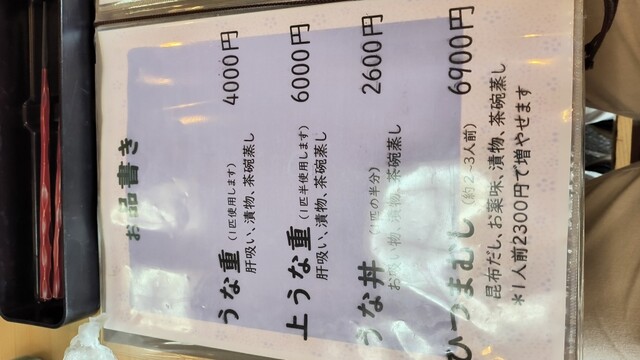 お品書き
うな重（1匹使用します） 4000円
肝吸い、漬物、茶碗蒸し
上うな重（1匹半使用します） 6000円
肝吸い、漬物、茶碗蒸し
うな丼（1匹の半分） 2600円
お吸い物、漬物、茶碗蒸し
ひつまむし（約2~3人前） 6900円
昆布だし、お薬味、漬物、茶碗蒸し
＊1人前2300円で増やせます